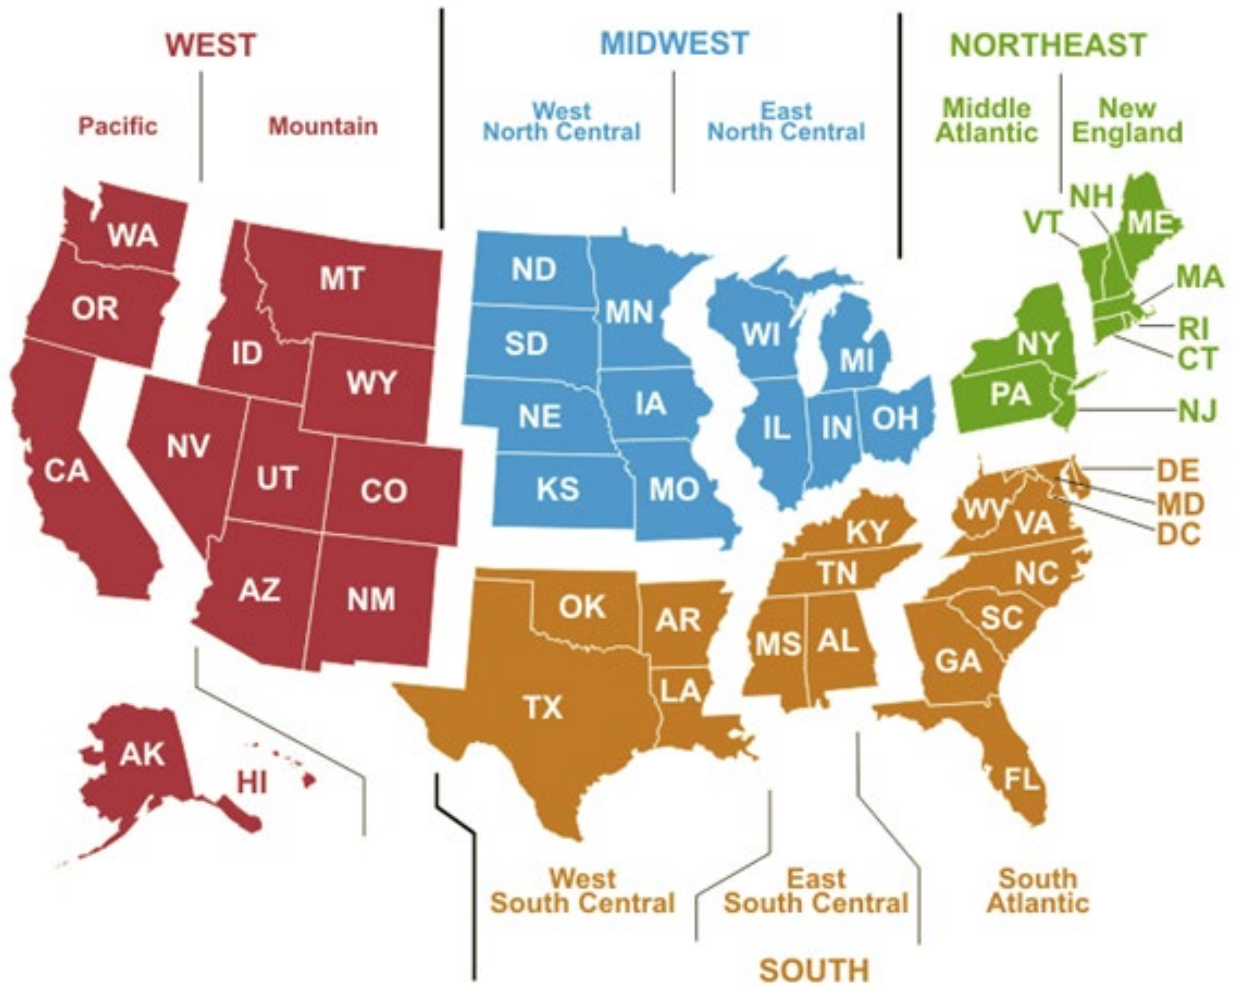 WEST
MIDWEST
NORTHEAST
Pacific
Mountain
West
North Central
East
North Central
Middle
Atlantic
New
England
WA
OR
CA
MT
ID
WY
NV
UT
CO
AZ
NM
AK
HI
ND
SD
NE
KS
MN
IA
MO
WI
MI
IL
IN
OH
NH
VT
ME
MA
RI
CT
NY
PA
NJ
DE
MD
DC
WV
VA
KY
TN
NC
SC
GA
FL
MS
AL
OK
AR
TX
LA
West
South Central
East
South Central
South
Atlantic
SOUTH